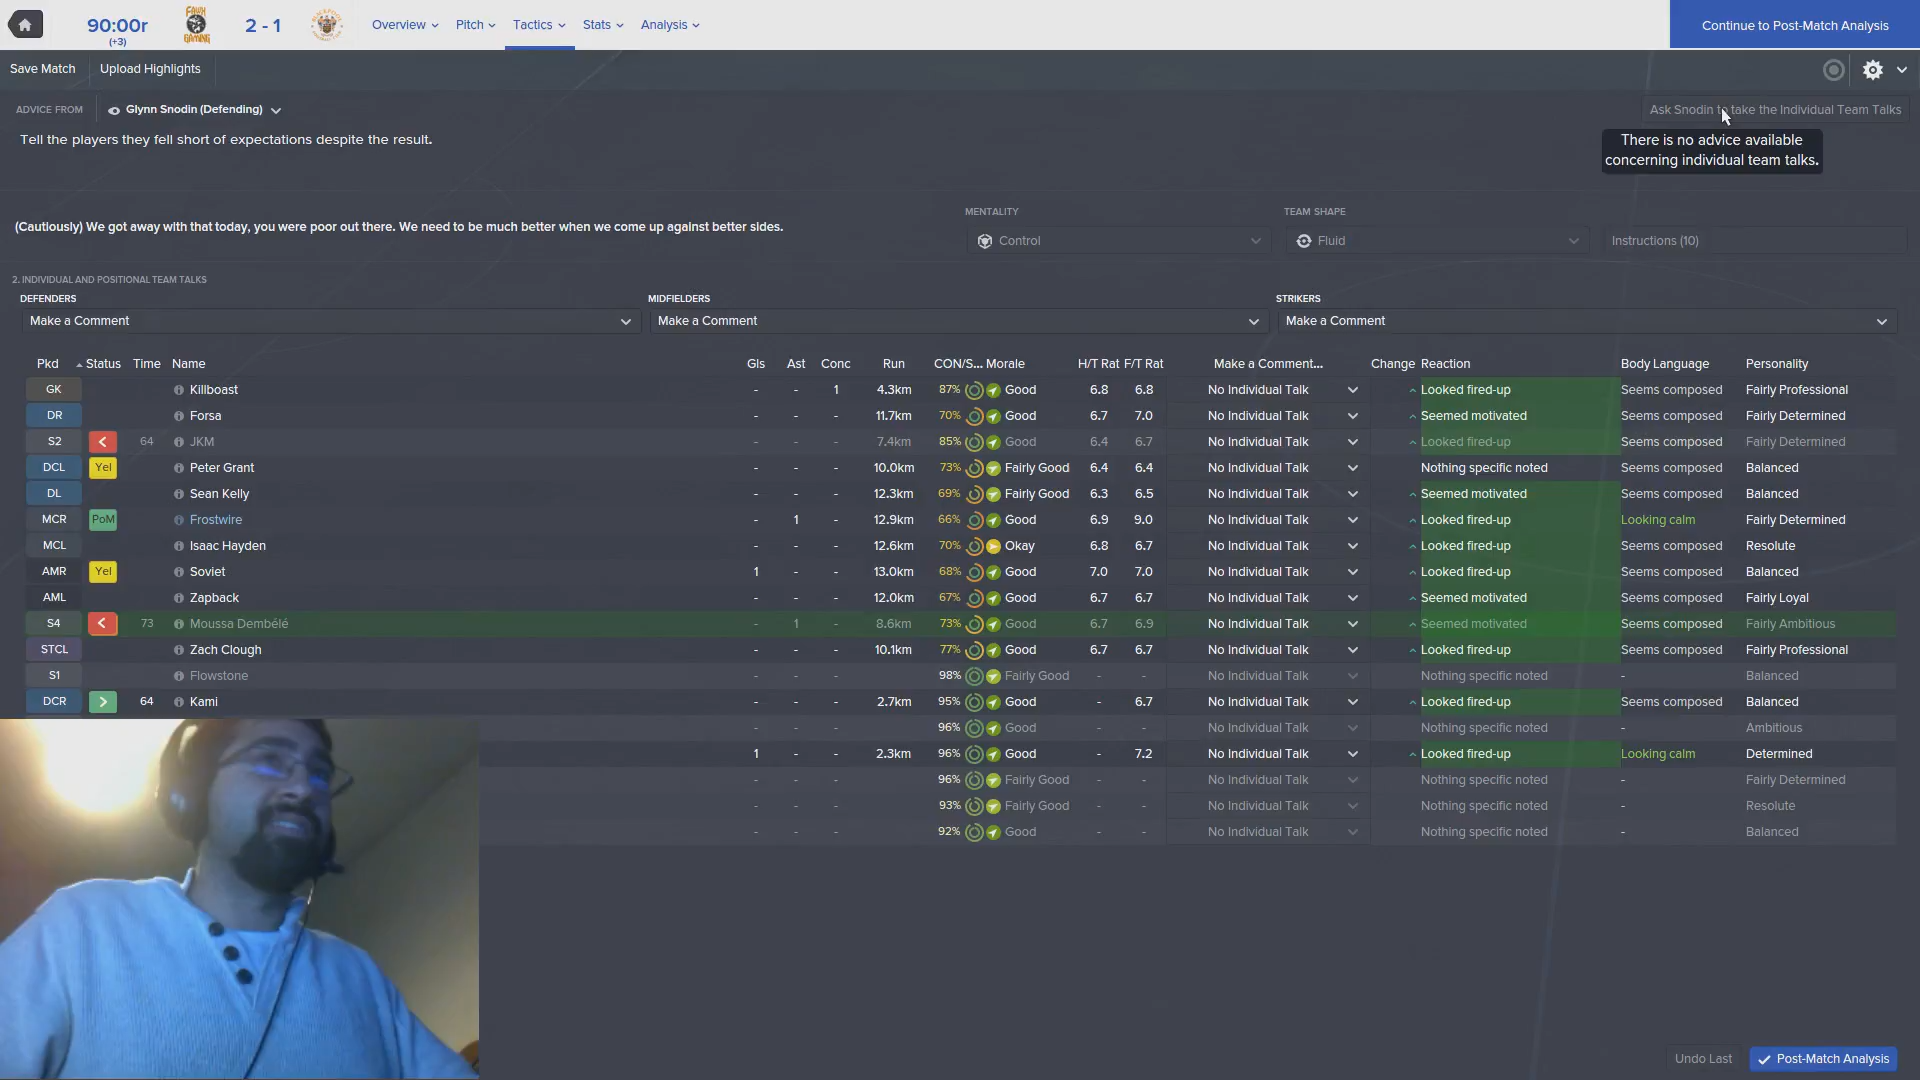 90:00r
(+3)
FAWX
GAMING
2 - 1
Overview
Pitch
Tactics
Stats
Analysis
Continue to Post-Match Analysis
Save Match
Upload Highlights
ADVICE FROM
Glynn Snodin (Defending)
Ask Snodin to take the Individual Team Talks
Tell the players they fell short of expectations despite the result.
There is no advice available
concerning individual team talks.
(Cautiously) We got away with that today, you were poor out there. We need to be much better when we come up against better sides.
MENTALITY
Control
TEAM SHAPE
Fluid
Instructions (10)
2. INDIVIDUAL AND POSITIONAL TEAM TALKS
DEFENDERS
MIDFIELDERS
STRIKERS
Make a Comment
Make a Comment
Make a Comment
Pkd Status Time Name Gls Ast Conc Run CON/S... Morale H/T Rat F/T Rat Make a Comment... Change Reaction Body Language Personality
GK Killboast - - 1 4.3km 87% Good 6.8 6.8 No Individual Talk Looked fired-up Seems composed Fairly Professional
DR Forsa - - - 11.7km 70% Good 6.7 7.0 No Individual Talk Seemed motivated Seems composed Fairly Determined
S2 64 JKM - - - 7.4km 85% Good 6.4 6.7 No Individual Talk Looked fired-up Seems composed Fairly Determined
DCL Yel Peter Grant - - - 10.0km 73% Fairly Good 6.4 6.4 No Individual Talk Nothing specific noted Seems composed Balanced
DL Sean Kelly - - - 12.3km 69% Fairly Good 6.3 6.5 No Individual Talk Seemed motivated Seems composed Balanced
MCR PoM Frostwire - 1 - 12.9km 66% Good 6.9 9.0 No Individual Talk Looked fired-up Looking calm Fairly Determined
MCL Isaac Hayden - - - 12.6km 70% Okay 6.8 6.7 No Individual Talk Looked fired-up Seems composed Resolute
AMR Yel Soviet 1 - - 13.0km 68% Good 7.0 7.0 No Individual Talk Looked fired-up Seems composed Balanced
AML Zapback - - - 12.0km 67% Good 6.7 6.7 No Individual Talk Seemed motivated Seems composed Fairly Loyal
S4 73 Moussa Dembélé - 1 - 8.6km 73% Good 6.7 6.9 No Individual Talk Seemed motivated Seems composed Fairly Ambitious
STCL Zach Clough - - - 10.1km 77% Good 6.7 6.7 No Individual Talk Looked fired-up Seems composed Fairly Professional
S1 Flowstone - - - 98% Fairly Good - - No Individual Talk Nothing specific noted - Balanced
DCR 64 Kami - - - 2.7km 95% Good - 6.7 No Individual Talk Looked fired-up Seems composed Balanced
- - - 96% Good - - No Individual Talk Nothing specific noted - Ambitious
1 - - 2.3km 96% Good - 7.2 No Individual Talk Looked fired-up Looking calm Determined
- - - 96% Fairly Good - - No Individual Talk Nothing specific noted - Fairly Determined
- - - 93% Fairly Good - - No Individual Talk Nothing specific noted - Resolute
- - - 92% Good - - No Individual Talk Nothing specific noted - Balanced
Undo Last
Post-Match Analysis